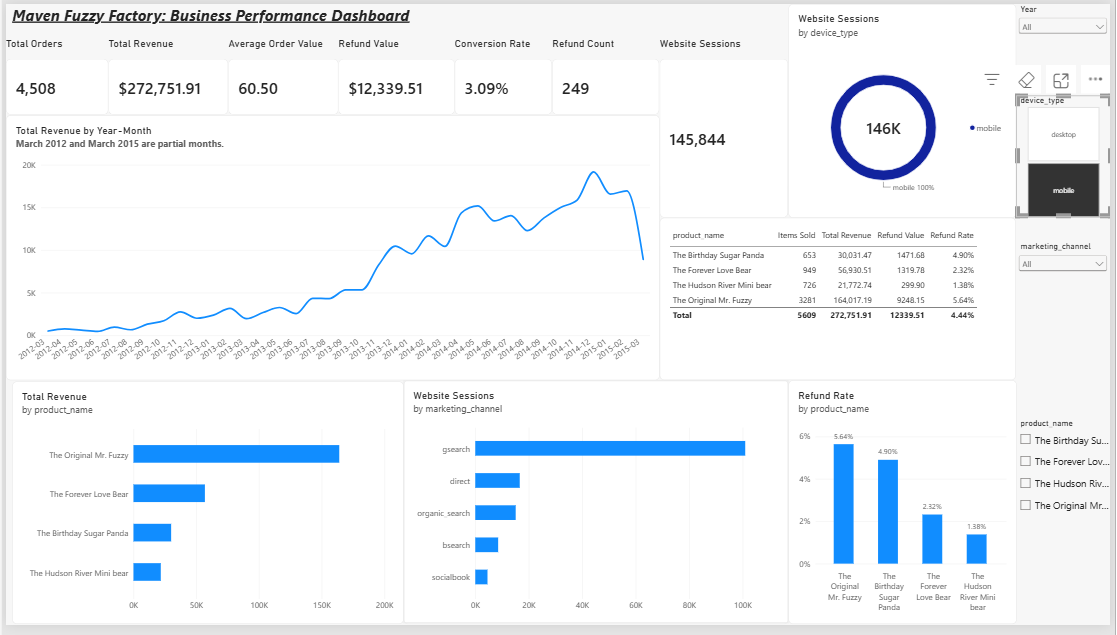 Maven Fuzzy Factory: Business Performance Dashboard
Total Orders
4,508
Total Revenue
$272,751.91
Average Order Value
60.50
Refund Value
$12,339.51
Conversion Rate
3.09%
Refund Count
249
Website Sessions
145,844
Website Sessions
by device_type
146K
mobile
mobile 100%
Year
All
device_type
desktop
mobile
marketing_channel
All
product_name
The Birthday Su...
The Forever Lov...
The Hudson Riv...
The Original Mr...
Total Revenue by Year-Month
March 2012 and March 2015 are partial months.
20K
15K
10K
5K
0K
2012-03 2012-04 2012-05 2012-06 2012-07 2012-08 2012-09 2012-10 2012-11 2012-12 2013-01 2013-02 2013-03 2013-04 2013-05 2013-06 2013-07 2013-08 2013-09 2013-10 2013-11 2013-12 2014-01 2014-02 2014-03 2014-04 2014-05 2014-06 2014-07 2014-08 2014-09 2014-10 2014-11 2014-12 2015-01 2015-02 2015-03
product_name Items Sold Total Revenue Refund Value Refund Rate
The Birthday Sugar Panda 653 30,031.47 1471.68 4.90%
The Forever Love Bear 949 56,930.51 1319.78 2.32%
The Hudson River Mini bear 726 21,772.74 299.90 1.38%
The Original Mr. Fuzzy 3281 164,017.19 9248.15 5.64%
Total 5609 272,751.91 12339.51 4.44%
Total Revenue
by product_name
The Original Mr. Fuzzy
The Forever Love Bear
The Birthday Sugar Panda
The Hudson River Mini bear
0K 50K 100K 150K 200K
Website Sessions
by marketing_channel
gsearch
direct
organic_search
bsearch
socialbook
0K 20K 40K 60K 80K 100K
Refund Rate
by product_name
6%
4%
2%
0%
5.64%
4.90%
2.32%
1.38%
The
Original
Mr. Fuzzy
The
Birthday
Sugar
Panda
The
Forever
Love Bear
The
Hudson
River Mini
bear